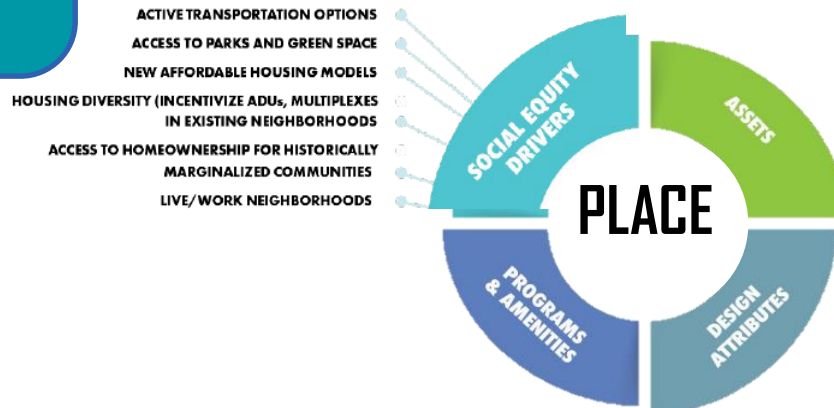 ACTIVE TRANSPORTATION OPTIONS
ACCESS TO PARKS AND GREEN SPACE
NEW AFFORDABLE HOUSING MODELS
HOUSING DIVERSITY (INCENTIVIZE ADUs, MULTIPLEXES
IN EXISTING NEIGHBORHOODS
ACCESS TO HOMEOWNERSHIP FOR HISTORICALLY
MARGINALIZED COMMUNITIES
LIVE/WORK NEIGHBORHOODS
SOCIAL EQUITY
DRIVERS
ASSETS
PLACE
PROGRAMS
& AMENITIES
DESIGN
ATTRIBUTES